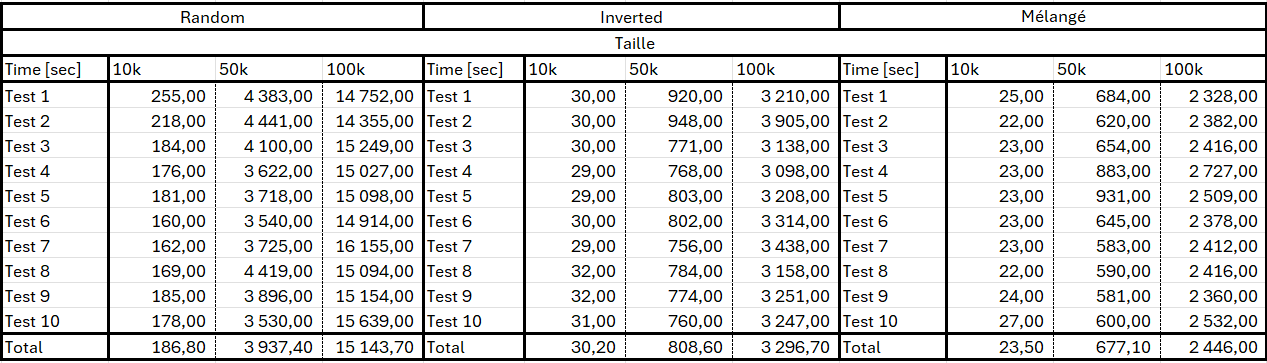 Random Inverted Mélangé
Taille
Time [sec] 10k 50k 100k Time [sec] 10k 50k 100k Time [sec] 10k 50k 100k
Test 1 255,00 4 383,00 14 752,00 Test 1 30,00 920,00 3 210,00 Test 1 25,00 684,00 2 328,00
Test 2 218,00 4 441,00 14 355,00 Test 2 30,00 948,00 3 905,00 Test 2 22,00 620,00 2 382,00
Test 3 184,00 4 100,00 15 249,00 Test 3 30,00 771,00 3 138,00 Test 3 23,00 654,00 2 416,00
Test 4 176,00 3 622,00 15 027,00 Test 4 29,00 768,00 3 098,00 Test 4 23,00 883,00 2 727,00
Test 5 181,00 3 718,00 15 098,00 Test 5 29,00 803,00 3 208,00 Test 5 23,00 931,00 2 509,00
Test 6 160,00 3 540,00 14 914,00 Test 6 30,00 802,00 3 314,00 Test 6 23,00 645,00 2 378,00
Test 7 162,00 3 725,00 16 155,00 Test 7 29,00 756,00 3 438,00 Test 7 23,00 583,00 2 412,00
Test 8 169,00 4 419,00 15 094,00 Test 8 32,00 784,00 3 158,00 Test 8 22,00 590,00 2 416,00
Test 9 185,00 3 896,00 15 154,00 Test 9 32,00 774,00 3 251,00 Test 9 24,00 581,00 2 360,00
Test 10 178,00 3 530,00 15 639,00 Test 10 31,00 760,00 3 247,00 Test 10 27,00 600,00 2 532,00
Total 186,80 3 937,40 15 143,70 Total 30,20 808,60 3 296,70 Total 23,50 677,10 2 446,00